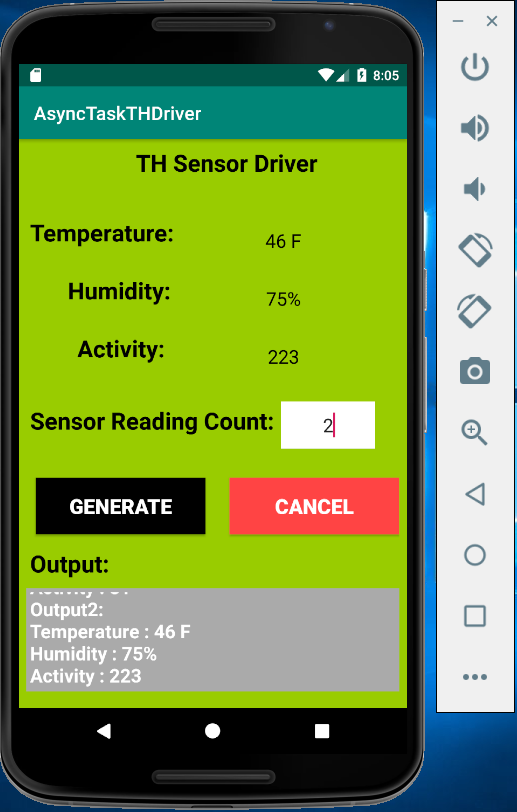 8:05
AsyncTaskTHDriver
TH Sensor Driver
Temperature: 46 F
Humidity: 75%
Activity: 223
Sensor Reading Count: 2
GENERATE CANCEL
Output:
Output2:
Temperature : 46 F
Humidity : 75%
Activity : 223